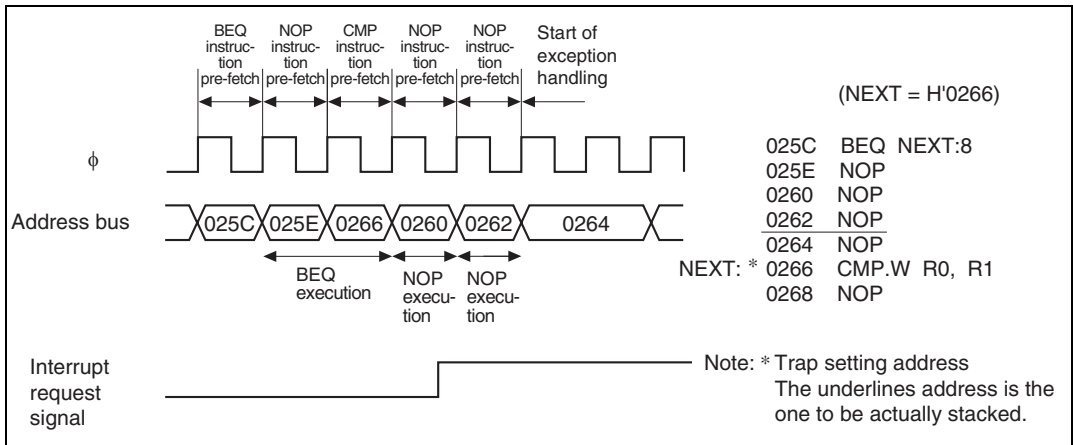 BEQ instruc- tion pre-fetch
NOP instruc- tion pre-fetch
CMP instruc- tion pre-fetch
NOP instruc- tion pre-fetch
NOP instruc- tion pre-fetch
Start of exception handling
(NEXT = H'0266)
φ
Address bus
025C 025E 0266 0260 0262 0264
BEQ execution
NOP execu- tion
NOP execu- tion
025C BEQ NEXT:8
025E NOP
0260 NOP
0262 NOP
0264 NOP
NEXT: * 0266 CMP.W R0, R1
0268 NOP
Interrupt request signal
Note: * Trap setting address
The underlines address is the
one to be actually stacked.